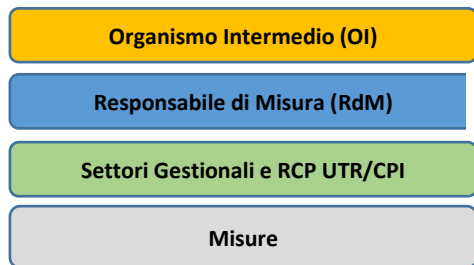 Organismo Intermedio (OI)
Responsabile di Misura (RdM)
Settori Gestionali e RCP UTR/CPI
Misure